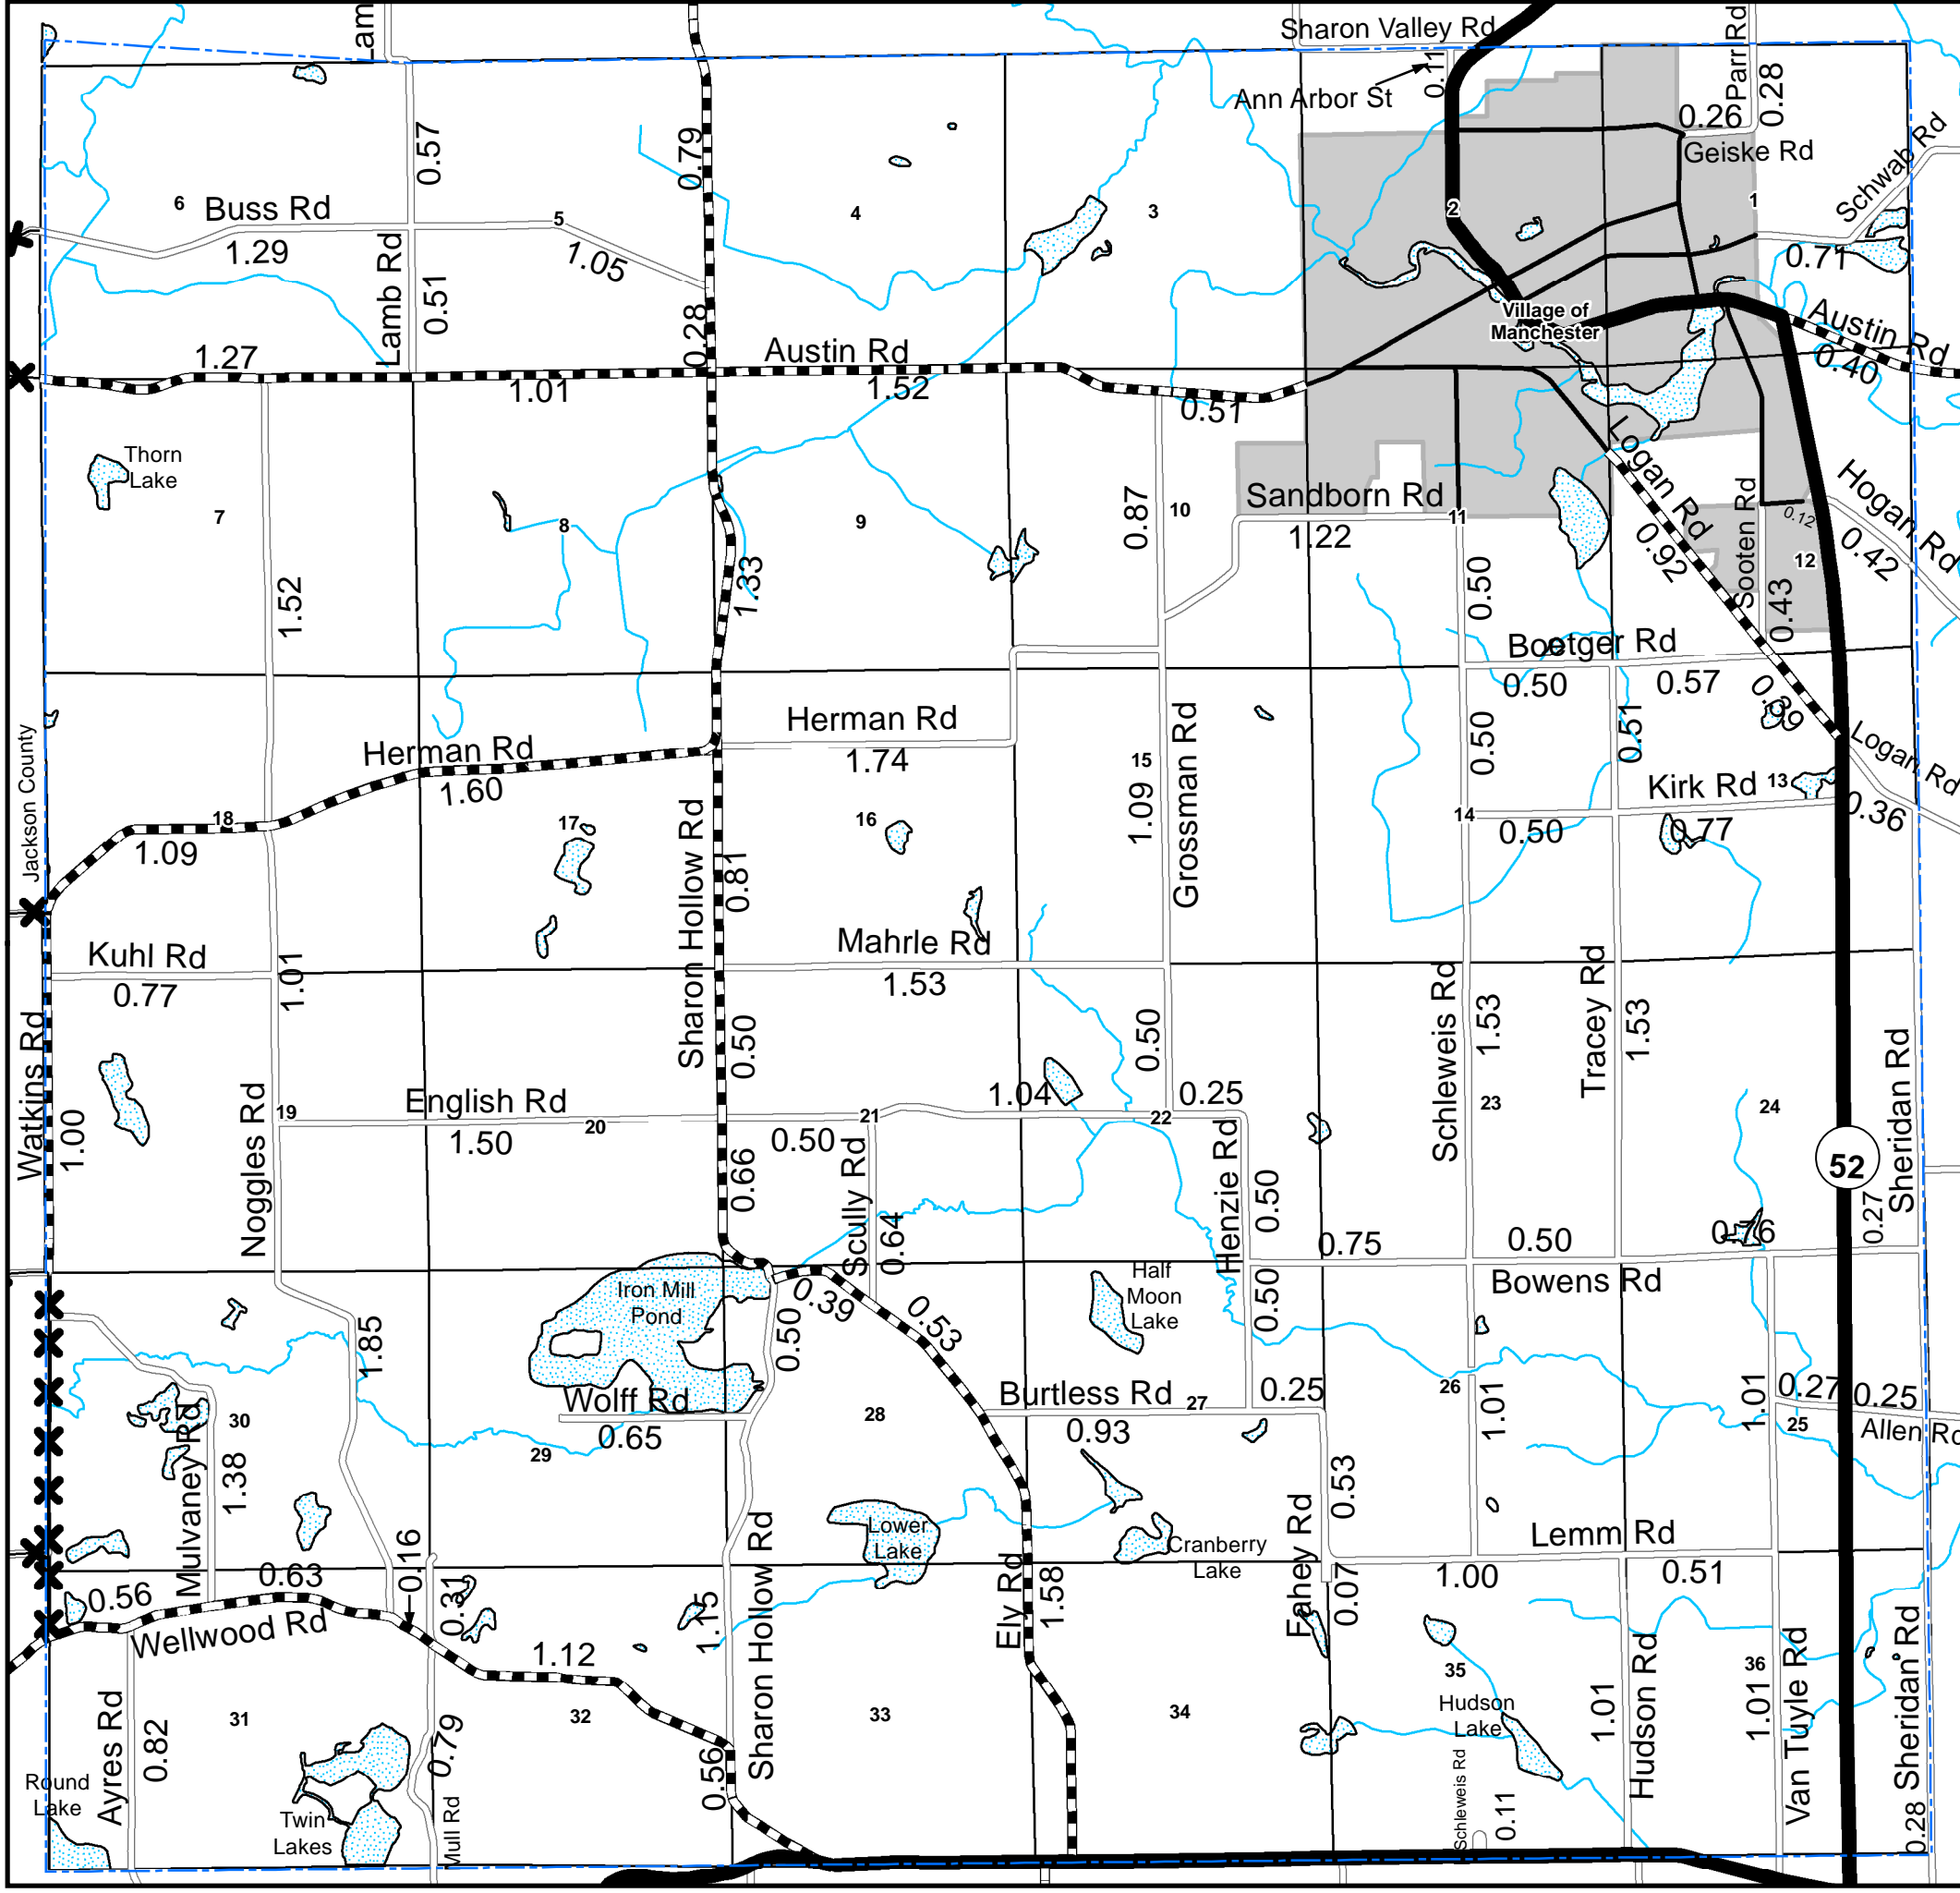 Lam
Sharon Valley Rd
0.11
Ann Arbor St
Parr Rd
0.28
0.26
Geiske Rd
Schwab Rd
0.57
0.79
6
Buss Rd
5
4
3
2
1
1.29
1.05
0.71
Lamb Rd
0.51
0.28
Village of
Manchester
Austin Rd
0.40
1.27
Austin Rd
1.01
1.52
0.51
Thorn
Lake
7
8
9
0.87
10
Sandborn Rd
1.22
11
Logan Rd
0.92
Sooten Rd
0.12
12
Hogan Rd
0.42
1.52
1.33
0.50
0.43
Boetger Rd
0.50
0.57
0.39
Jackson County
Herman Rd
1.60
Herman Rd
1.74
Grossman Rd
15
1.09
0.50
0.51
Kirk Rd
13
Logan Rd
0.36
18
1.09
17
16
14
0.50
0.77
Sharon Hollow Rd
0.81
Kuhl Rd
0.77
1.01
Mahrle Rd
1.53
Watkins Rd
1.00
Noggles Rd
0.50
0.50
Schleweis Rd
1.53
Tracey Rd
1.53
Sheridan Rd
19
English Rd
1.50
20
0.50
21
1.04
0.25
22
23
24
52
0.66
Scully Rd
0.64
Henzie Rd
0.50
0.75
0.50
0.76
0.27
Bowens Rd
Iron Mill
Pond
0.39
0.53
0.50
Half
Moon
Lake
0.50
1.85
Wolff Rd
0.65
28
Burtless Rd
0.93
27
0.25
26
1.01
1.01
0.27
0.25
25
Allen Rd
Mulvaney Rd
30
1.38
29
0.53
Fahey Rd
Lower
Lake
Cranberry
Lake
Lemm Rd
1.00
0.51
0.07
0.56
0.63
0.16
0.31
Wellwood Rd
1.12
1.15
Sharon Hollow Rd
Ely Rd
1.58
Ayres Rd
0.82
31
32
33
34
35
36
Hudson
Lake
1.01
Hudson Rd
1.01
Van Tuyle Rd
Sheridan Rd
0.28
Round
Lake
Twin
Lakes
0.79
Mull Rd
0.56
Schleweis Rd
0.11